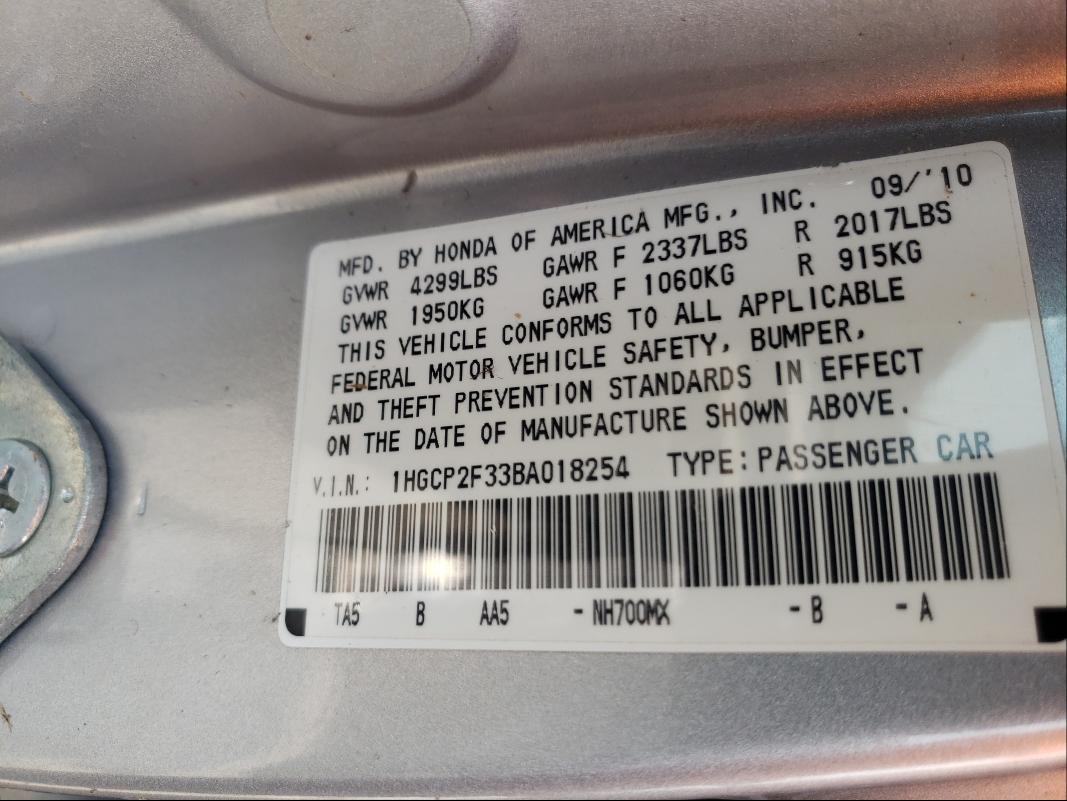 MFD. BY HONDA OF AMERICA MFG., INC. 09/'10
GVWR 4299LBS GAWR F 2337LBS R 2017LBS
GVWR 1950KG GAWR F 1060KG R 915KG
THIS VEHICLE CONFORMS TO ALL APPLICABLE
FEDERAL MOTOR VEHICLE SAFETY, BUMPER,
AND THEFT PREVENTION STANDARDS IN EFFECT
ON THE DATE OF MANUFACTURE SHOWN ABOVE.
V.I.N.: 1HGCP2F33BA018254 TYPE: PASSENGER CAR
TA5 B AA5 - NH700MX - B - A